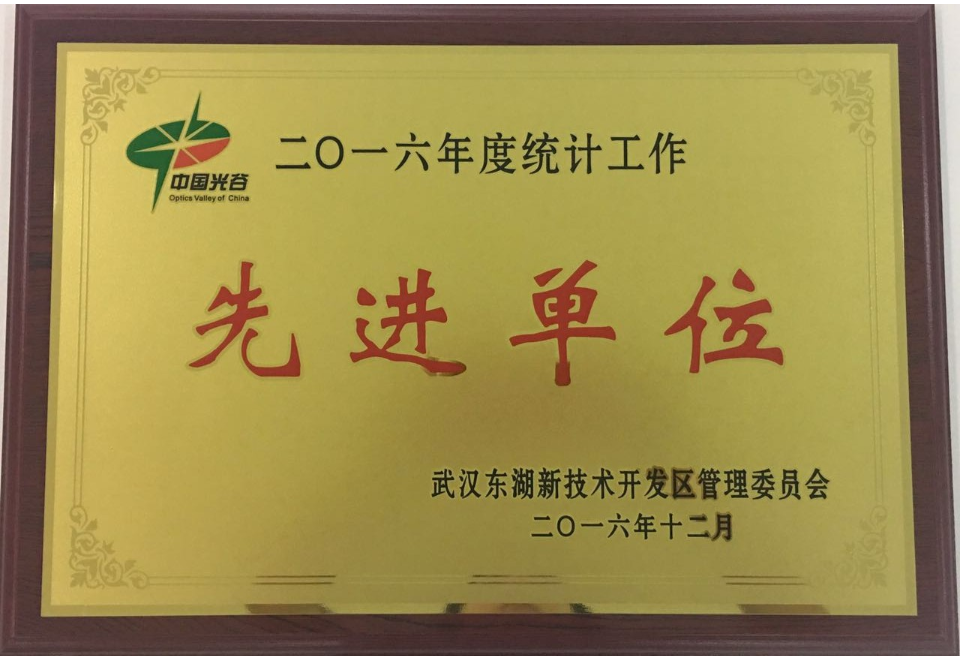 中国光谷
Optics Valley of China
二〇一六年度统计工作
先进单位
武汉东湖新技术开发区管理委员会
二〇一六年十二月